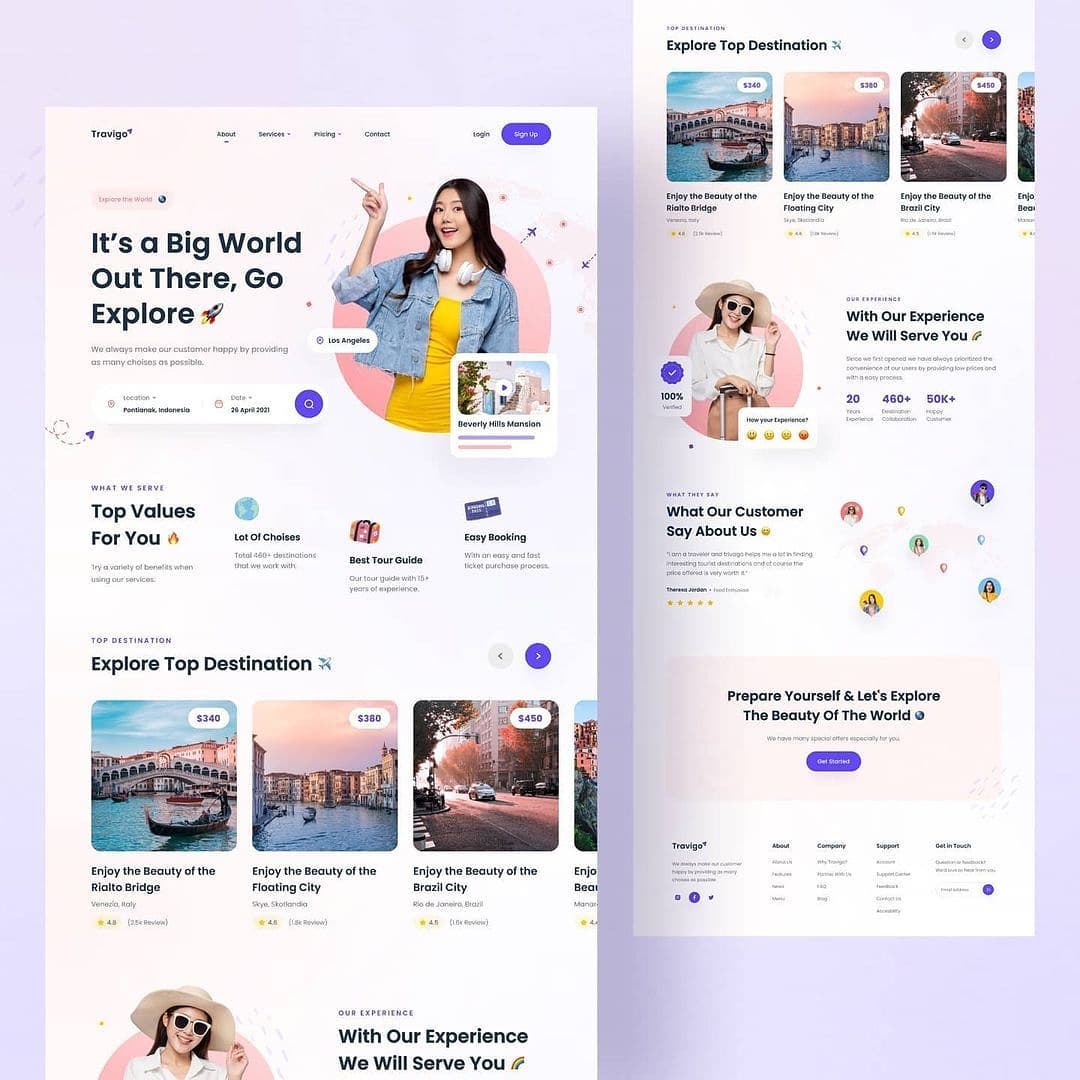 Travigo
About Services Pricing Contact
Login Sign Up
Explore the World
It's a Big World
Out There, Go
Explore 🚀
We always make our customer happy by providing
as many choises as possible.
Location
Pontianak, Indonesia
Date
26 April 2021
Los Angeles
Beverly Hills Mansion
WHAT WE SERVE
Top Values
For You 🔥
Try a variety of benefits when
using our services.
Lot Of Choises
Total 460+ destinations
that we work with.
BOARDING PASS
Best Tour Guide
Our tour guide with 15+
years of experience.
Easy Booking
With an easy and fast
ticket purchase process.
TOP DESTINATION
Explore Top Destination ✈️
$340
Enjoy the Beauty of the
Rialto Bridge
Venezia, Italy
4.8 (2.5k Review)
$380
Enjoy the Beauty of the
Floating City
Skye, Skotlandia
4.6 (1.8k Review)
$450
Enjoy the Beauty of the
Brazil City
Rio de Janeiro, Brazil
4.5 (1.6k Review)
Enjo
Beau
Manar
4.4
OUR EXPERIENCE
With Our Experience
We Will Serve You 🌈
TOP DESTINATION
Explore Top Destination ✈️
$340
Enjoy the Beauty of the
Rialto Bridge
Venezia, Italy
4.8 (2.5k Review)
$380
Enjoy the Beauty of the
Floating City
Skye, Skotlandia
4.6 (1.8k Review)
$450
Enjoy the Beauty of the
Brazil City
Rio de Janeiro, Brazil
4.5 (1.6k Review)
Enjo
Beau
Manar
100%
Verified
How your Experience?
OUR EXPERIENCE
With Our Experience
We Will Serve You 🌈
Since we first opened we have always prioritized the
convenience of our users by providing low prices and
with a easy process.
20
Years
Experience
460+
Destination
Collaboration
50K+
Happy
Customer
WHAT THEY SAY
What Our Customer
Say About Us 😊
"I am a traveler and trivago helps me a lot in finding
interesting tourist destinations and of course the
price offered is very worth it."
Theresa Jordan • Food Enthusiast
Prepare Yourself & Let's Explore
The Beauty Of The World 🌏
We have many special offers especially for you.
Get Started
Travigo
We always make our customer
happy by providing as many
choises as possible.
About
About Us
Features
News
Menu
Company
Why Travigo?
Partner With Us
FAQ
Blog
Support
Account
Support Center
Feedback
Contact Us
Accesbility
Get in Touch
Question or feedback?
We'd love to hear from you
Email Address